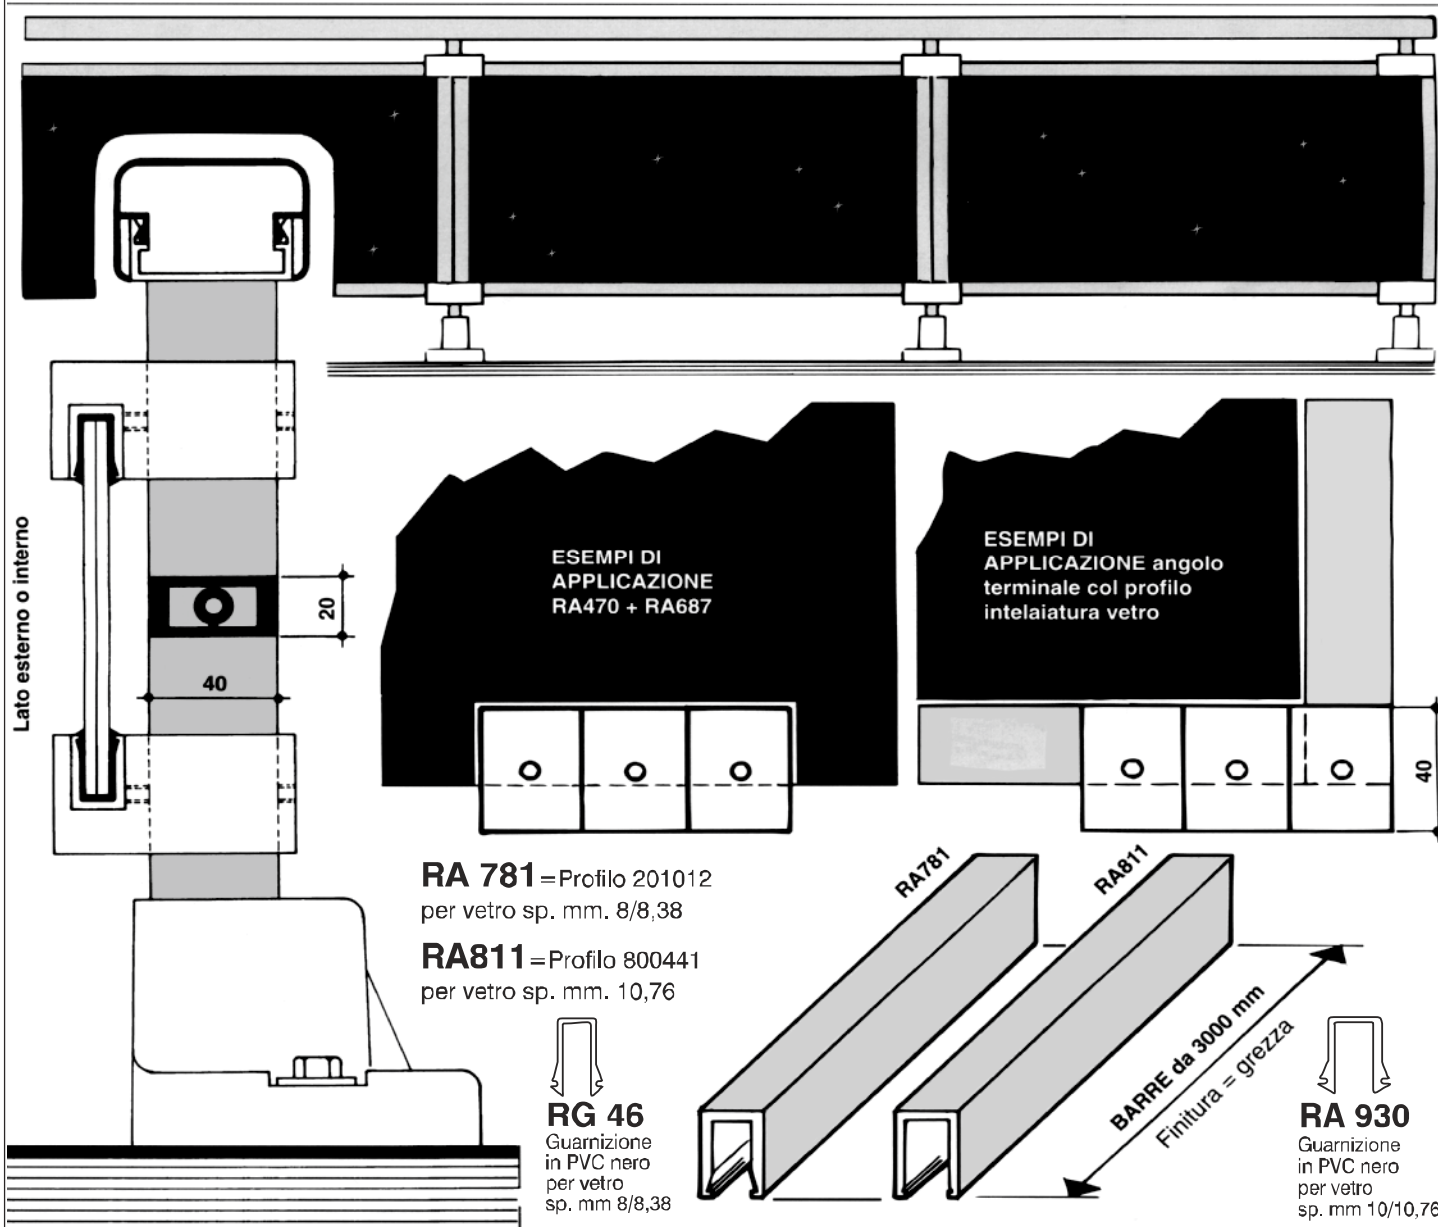 Lato esterno o interno
20
40
ESEMPI DI
APPLICAZIONE
RA470 + RA687
ESEMPI DI
APPLICAZIONE angolo
terminale col profilo
intelaiatura vetro
40
RA 781=Profilo 201012
per vetro sp. mm. 8/8,38
RA811=Profilo 800441
per vetro sp. mm. 10,76
RA781
RA811
BARRE da 3000 mm
Finitura = grezza
RG 46
Guarnizione
in PVC nero
per vetro
sp. mm 8/8,38
RA 930
Guarnizione
in PVC nero
per vetro
sp. mm 10/10,76